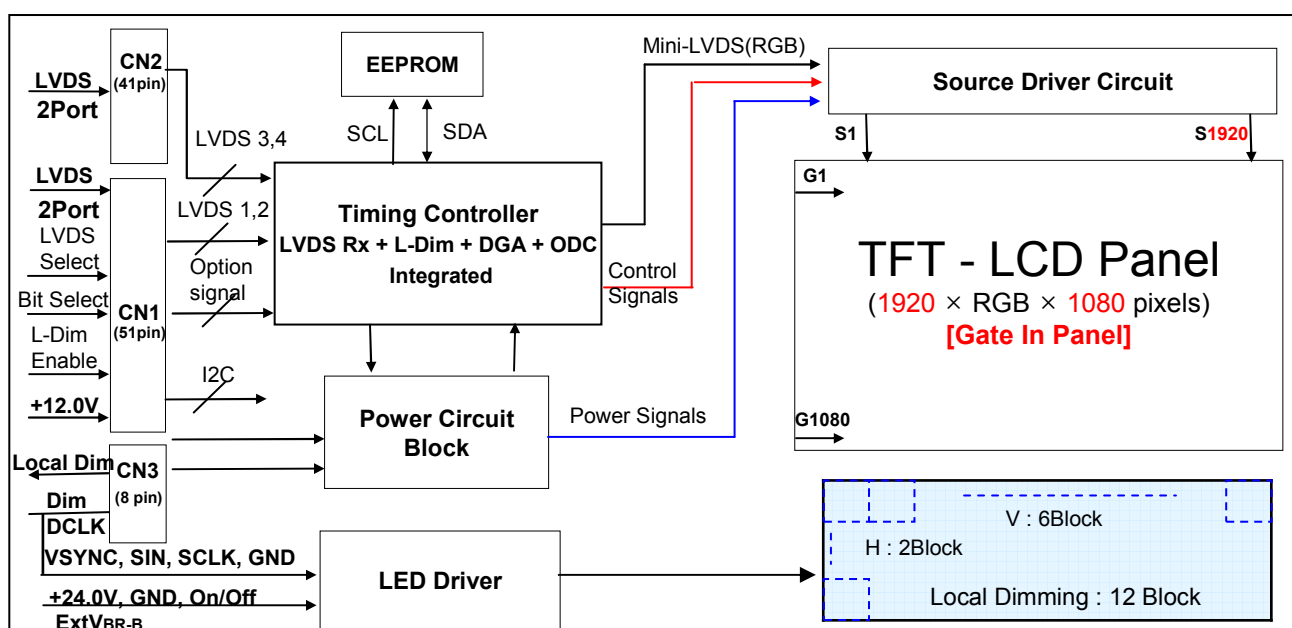 CN2
(41pin)
LVDS
2Port
EEPROM
SCL
SDA
Mini-LVDS(RGB)
Source Driver Circuit
S1
S1920
LVDS 3,4
LVDS
2Port
LVDS
Select
Bit Select
L-Dim
Enable
+12.0V
CN1
(51pin)
LVDS 1,2
Option
signal
I2C
Timing Controller
LVDS Rx + L-Dim + DGA + ODC
Integrated
Control
Signals
G1
TFT - LCD Panel
(1920 × RGB × 1080 pixels)
[Gate In Panel]
G1080
Power Circuit
Block
Power Signals
Local Dim
CN3
(8 pin)
Dim
DCLK
VSYNC, SIN, SCLK, GND
+24.0V, GND, On/Off
ExtVBR-B
LED Driver
V : 6Block
H : 2Block
Local Dimming : 12 Block